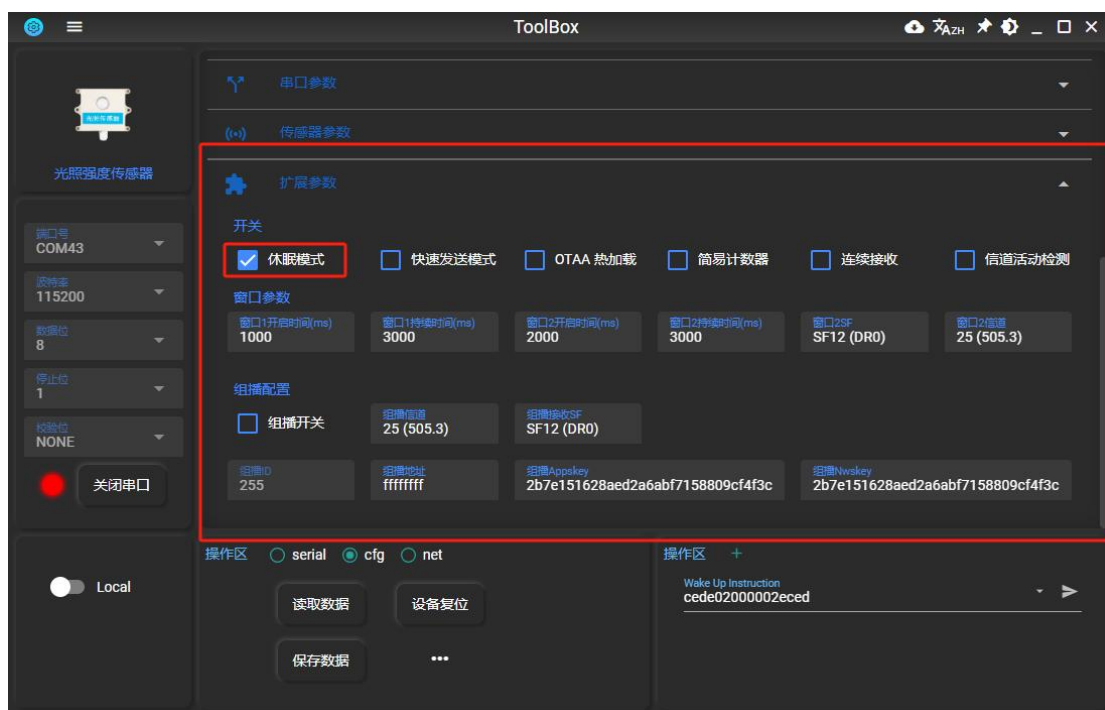 ToolBox
ZH
光照传感器
光照强度传感器
端口号
COM43
波特率
115200
数据位
8
停止位
1
校验位
NONE
关闭串口
Local
串口参数
传感器参数
扩展参数
开关
休眠模式 快速发送模式 OTAA 热加载 简易计数器 连续接收 信道活动检测
窗口参数
窗口1开启时间(ms) 窗口1持续时间(ms) 窗口2开启时间(ms) 窗口2持续时间(ms) 窗口2SF 窗口2信道
1000 3000 2000 3000 SF12 (DR0) 25 (505.3)
组播配置
组播开关
组播信道 组播接收SF
25 (505.3) SF12 (DR0)
组播ID 组播地址 组播Appskey 组播Nwskey
255 ffffffff 2b7e151628aed2a6abf7158809cf4f3c 2b7e151628aed2a6abf7158809cf4f3c
操作区 serial cfg net
读取数据 设备复位
保存数据 •••
操作区 +
Wake Up Instruction
cede02000002eced